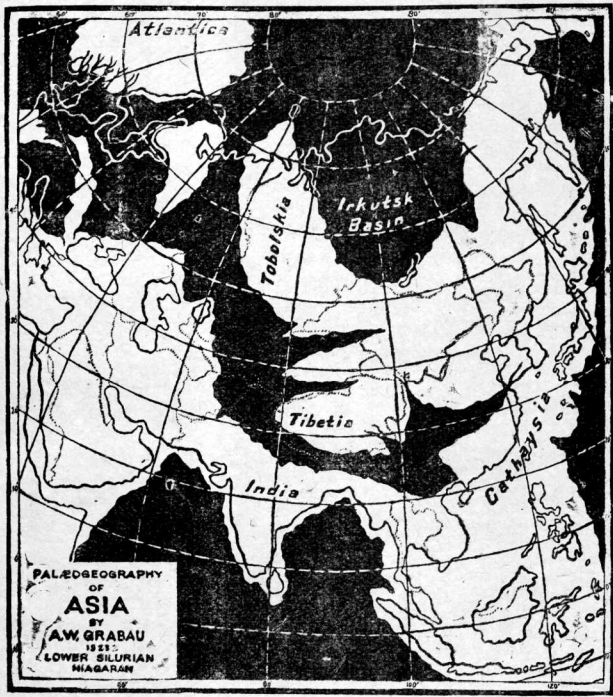 Atlantica
Irkutsk
Basin
Tobolskia
Tibetia
Cathaysia
India
PALÆOGEOGRAPHY
OF
ASIA
BY
A.W. GRABAU
LOWER SILURIAN
NIAGARAN